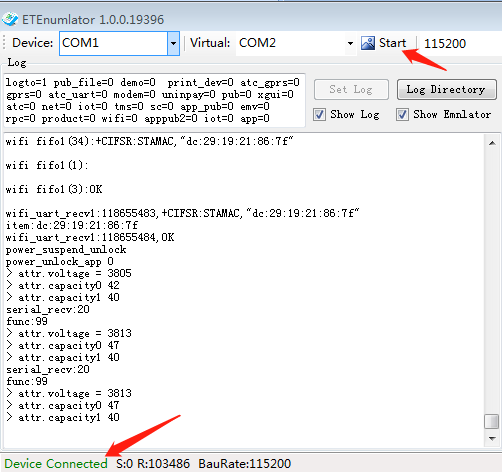 ETEnumlator 1.0.0.19396
Device: COM1 Virtual: COM2 Start 115200
Log
logto=1 pub_file=0 demo=0 print_dev=0 atc_gprs=0
gprs=0 atc_uart=0 modem=0 uninpay=0 pub=0 xgui=0
atc=0 net=0 iot=0 tms=0 sc=0 app_pub=0 emv=0
rpc=0 product=0 wifi=0 apppub2=0 iot=0 app=0
Set Log Log Directory
Show Log Show Emnlator
wifi fifo1(34):+CIFSR:STAMAC,"dc:29:19:21:86:7f"
wifi fifo1(1):
wifi fifo1(3):OK
wifi_uart_recv1:118655483,+CIFSR:STAMAC,"dc:29:19:21:86:7f"
item:dc:29:19:21:86:7f
wifi_uart_recv1:118655484,OK
power_suspend_unlock
power_unlock_app 0
> attr.voltage = 3805
> attr.capacity0 42
> attr.capacity1 40
serial_recv:20
func:99
> attr.voltage = 3813
> attr.capacity0 47
> attr.capacity1 40
serial_recv:20
func:99
> attr.voltage = 3813
> attr.capacity0 47
> attr.capacity1 40
Device Connected S:0 R:103486 BauRate:115200